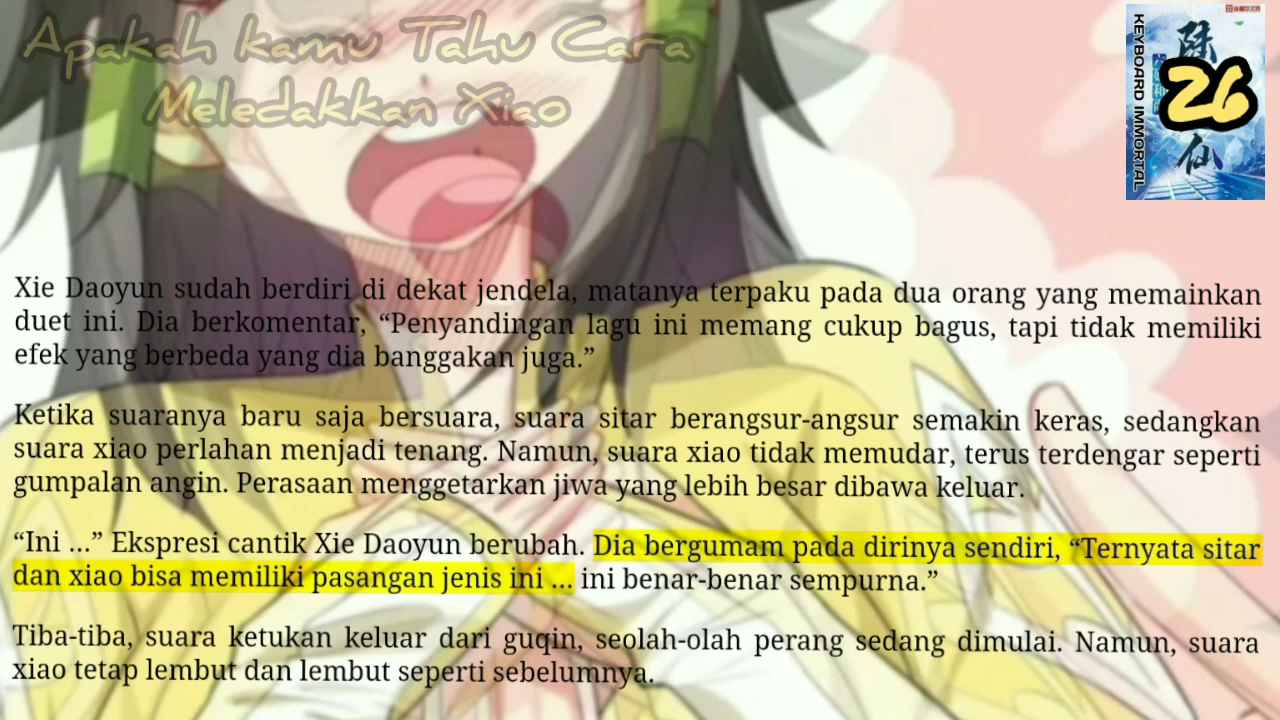 Apakah kamu Tahu Cara
Meledakkan Xiao
KEYBOARD IMMORTAL
陆
26
仙
Xie Daoyun sudah berdiri di dekat jendela, matanya terpaku pada dua orang yang memainkan
duet ini. Dia berkomentar, “Penyandingan lagu ini memang cukup bagus, tapi tidak memiliki
efek yang berbeda yang dia banggakan juga.”
Ketika suaranya baru saja bersuara, suara sitar berangsur-angsur semakin keras, sedangkan
suara xiao perlahan menjadi tenang. Namun, suara xiao tidak memudar, terus terdengar seperti
gumpalan angin. Perasaan menggetarkan jiwa yang lebih besar dibawa keluar.
“Ini ...” Ekspresi cantik Xie Daoyun berubah. Dia bergumam pada dirinya sendiri, “Ternyata sitar
dan xiao bisa memiliki pasangan jenis ini ... ini benar-benar sempurna.”
Tiba-tiba, suara ketukan keluar dari guqin, seolah-olah perang sedang dimulai. Namun, suara
xiao tetap lembut dan lembut seperti sebelumnya.